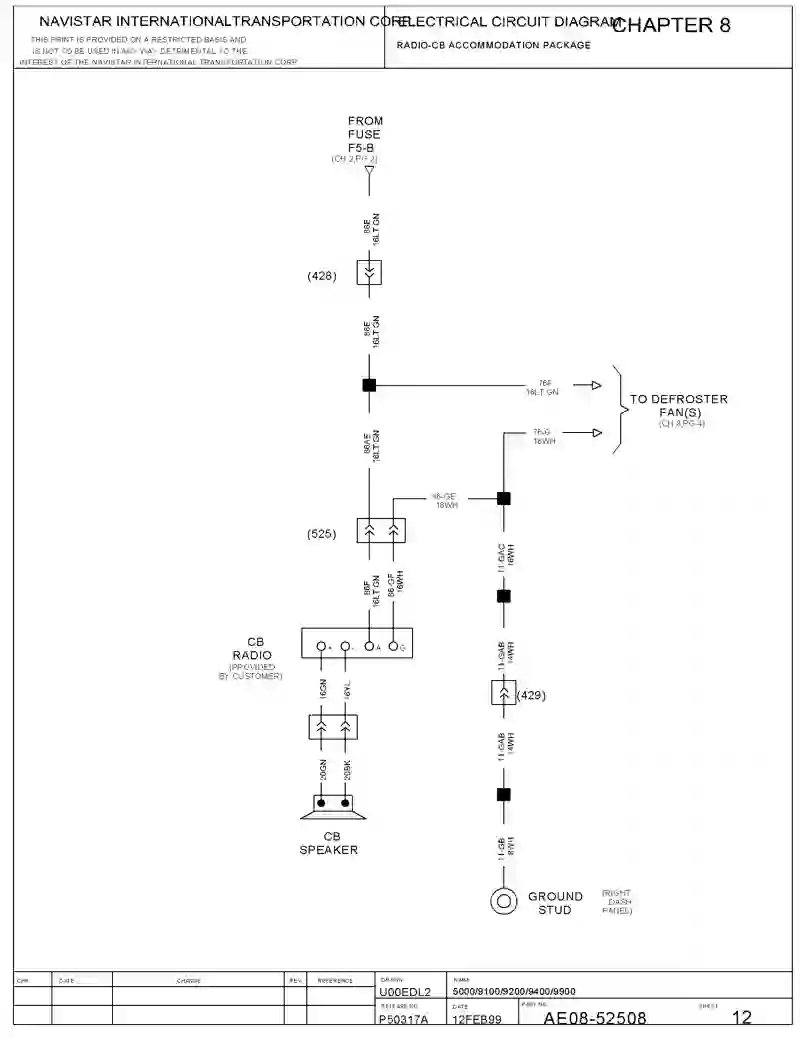 NAVISTAR INTERNATIONALTRANSPORTATION CORP
THIS PRINT IS PROVIDED ON A RESTRICTED BASIS AND
IS NOT TO BE USED IN ANY WAY DETRIMENTAL TO THE
INTEREST OF THE NAVISTAR INTERNATIONAL TRANSPORTATION CORP
ELECTRICAL CIRCUIT DIAGRAM
CHAPTER 8
RADIO-CB ACCOMMODATION PACKAGE
FROM
FUSE
F5-B
(CH 2,PG 2)
86E
16LT GN
(428)
86E
16LT GN
76F
16LT GN
TO DEFROSTER
FAN(S)
(CH 8,PG 4)
76-G
18WH
86AE
16LT GN
86-GE
18WH
(525)
11-GAC
16WH
86F
16LT GN
86-GF
16WH
CB
RADIO
(PROVIDED
BY CUSTOMER)
+
-
A
G
11-GAB
14WH
16GN
16YL
(429)
11-GAB
14WH
20GN
20BK
CB
SPEAKER
11-GB
8WH
GROUND
STUD
(RIGHT
DASH
PANEL)
CHK
DATE
CHANGE
REV.
REFERENCE
DRAWN
U00EDL2
NAME
5000/9100/9200/9400/9900
RELEASE NO.
P50317A
DATE
12FEB99
PART NO.
AE08-52508
SHEET
12